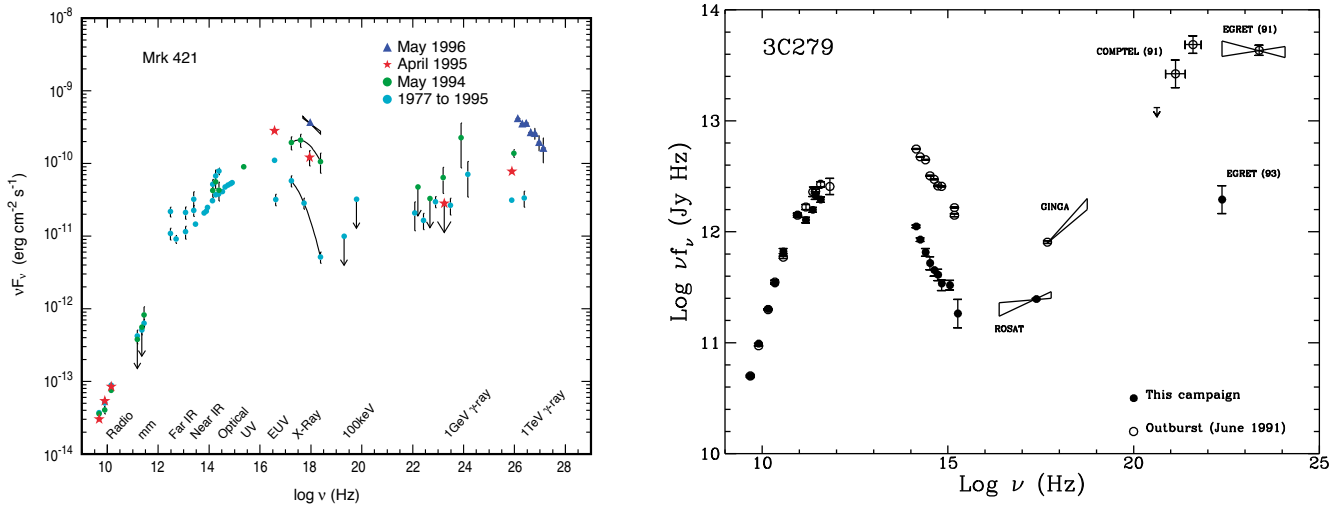 10⁻⁸
10⁻⁹
10⁻¹⁰
10⁻¹¹
10⁻¹²
10⁻¹³
10⁻¹⁴
νFν (erg cm⁻² s⁻¹)
Mrk 421
May 1996
April 1995
May 1994
1977 to 1995
Radio
mm
Far IR
Near IR
Optical
UV
EUV
X-Ray
100keV
1GeV γ-ray
1TeV γ-ray
10 12 14 16 18 20 22 24 26 28
log ν (Hz)
14
13
12
11
10
Log νfν (Jy Hz)
3C279
COMPTEL (91)
EGRET (91)
EGRET (93)
GINGA
ROSAT
This campaign
Outburst (June 1991)
10 15 20 25
Log ν (Hz)